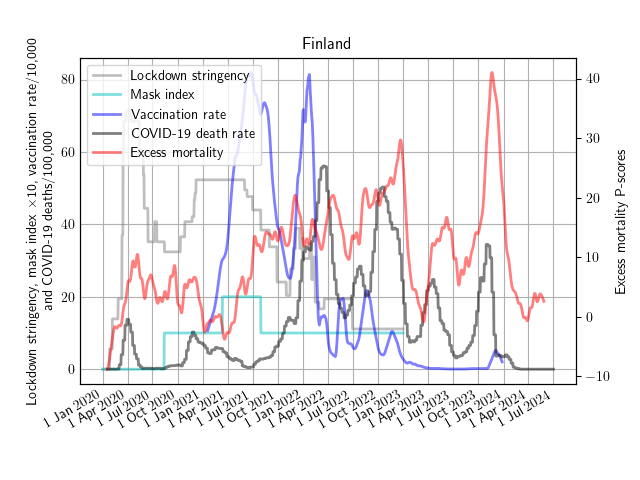 Finland
Lockdown stringency
Mask index
Vaccination rate
COVID-19 death rate
Excess mortality
Lockdown stringency, mask index ×10, vaccination rate/10,000
and COVID-19 deaths/100,000
80
60
40
20
0
40
30
20
10
0
−10
Excess mortality P-scores
1 Jan 2020
1 Apr 2020
1 Jul 2020
1 Oct 2020
1 Jan 2021
1 Apr 2021
1 Jul 2021
1 Oct 2021
1 Jan 2022
1 Apr 2022
1 Jul 2022
1 Oct 2022
1 Jan 2023
1 Apr 2023
1 Jul 2023
1 Oct 2023
1 Jan 2024
1 Apr 2024
1 Jul 2024